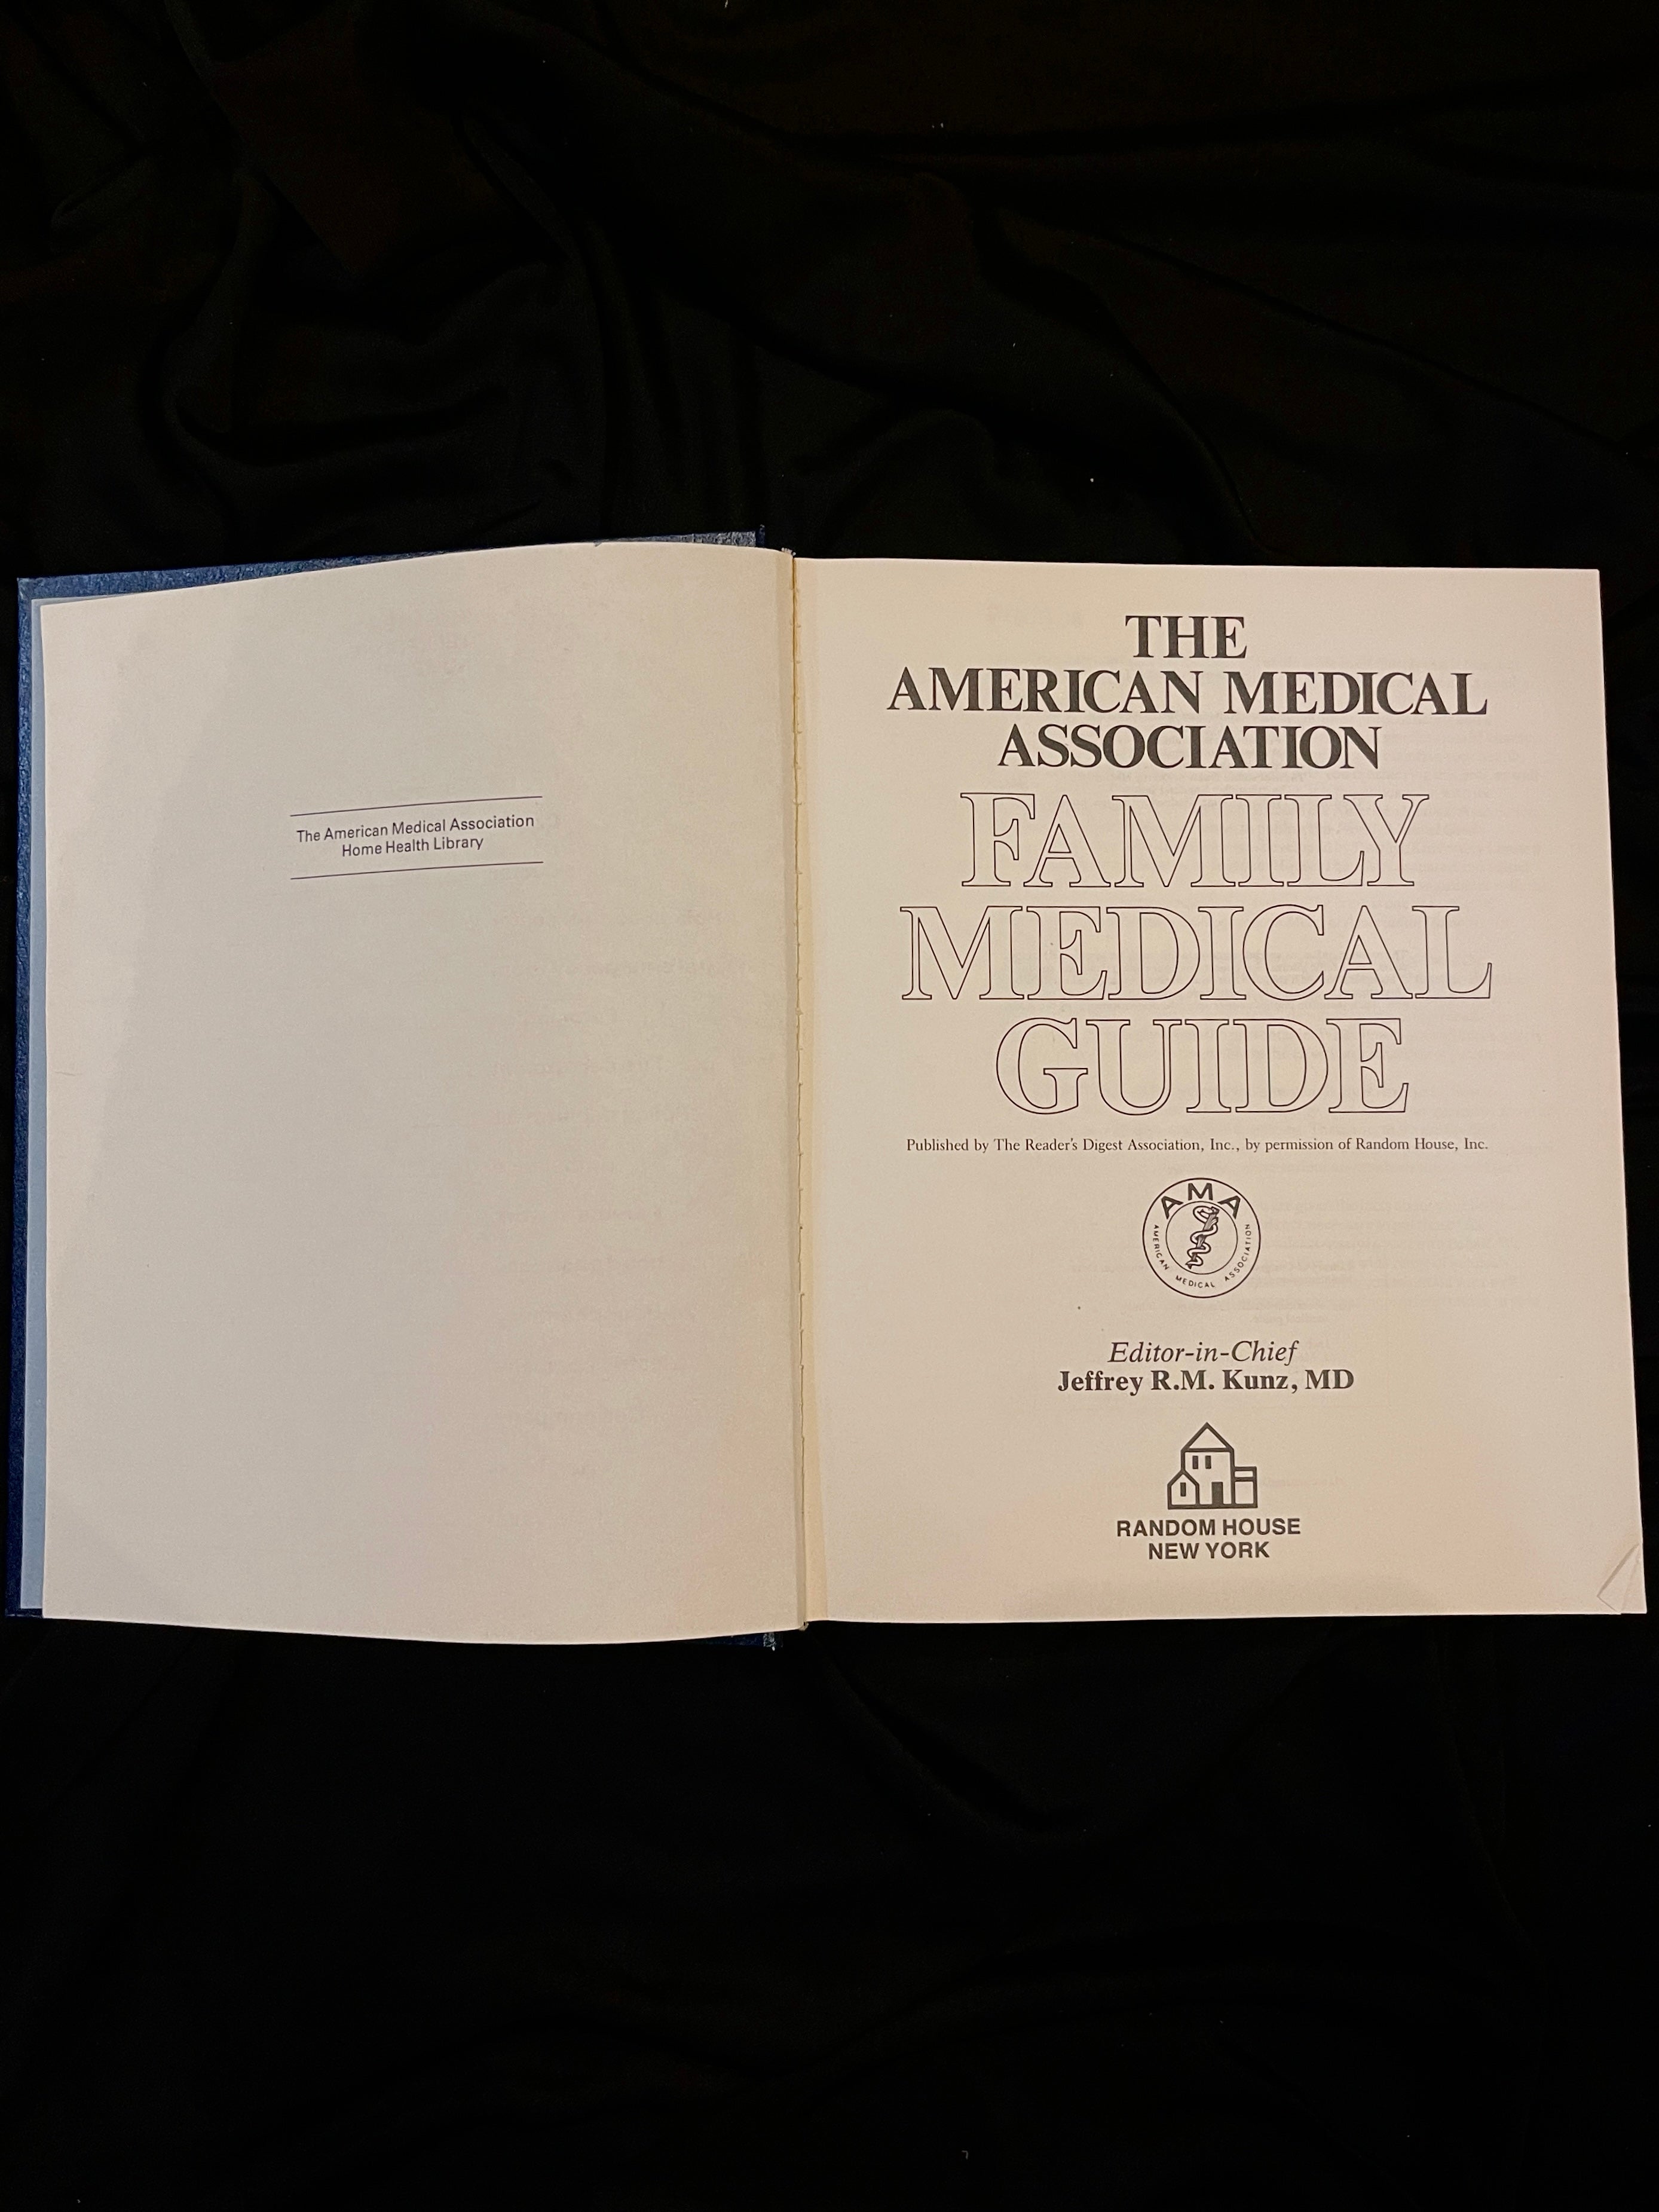 The American Medical Association
Home Health Library
THE
AMERICAN MEDICAL
ASSOCIATION
FAMILY
MEDICAL
GUIDE
Published by The Reader's Digest Association, Inc., by permission of Random House, Inc.
AMA
AMERICAN MEDICAL ASSOCIATION
Editor-in-Chief
Jeffrey R.M. Kunz, MD
RANDOM HOUSE
NEW YORK